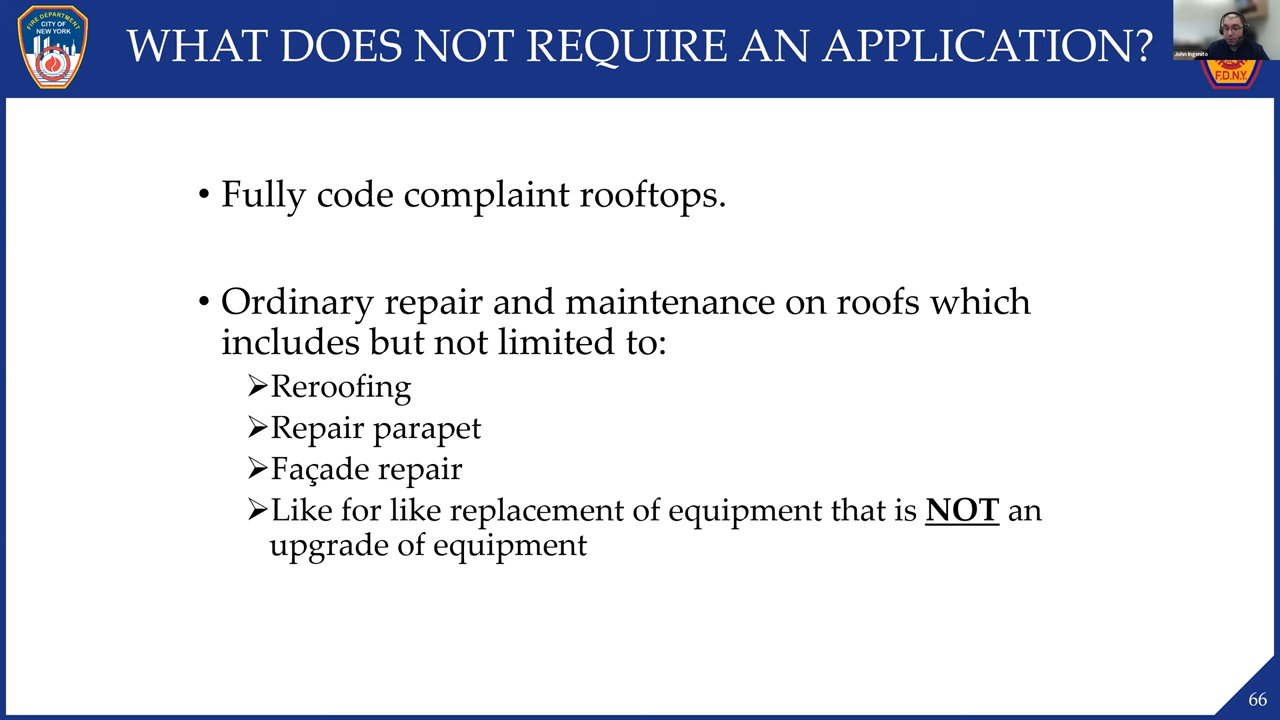 FIRE DEPARTMENT
CITY OF
NEW YORK
WHAT DOES NOT REQUIRE AN APPLICATION?
John Ingenito
F.D.N.Y.
• Fully code complaint rooftops.
• Ordinary repair and maintenance on roofs which
includes but not limited to:
➢Reroofing
➢Repair parapet
➢Façade repair
➢Like for like replacement of equipment that is NOT an
upgrade of equipment
66